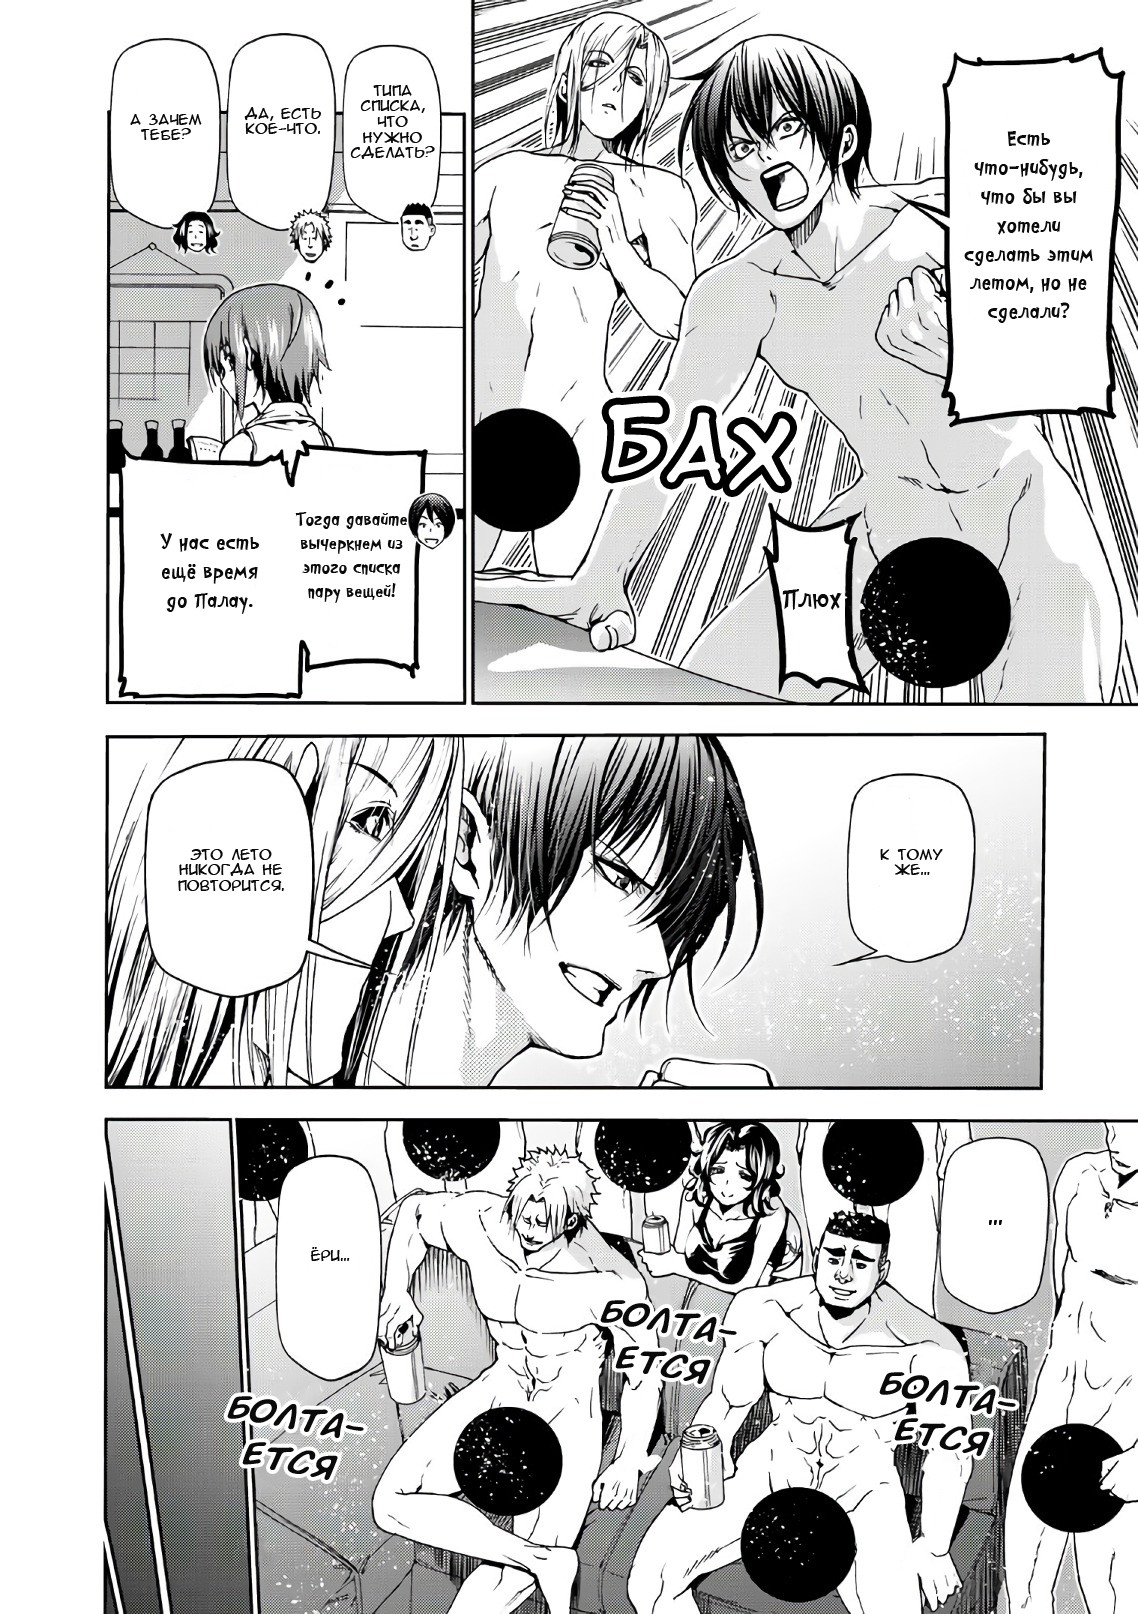 Есть
что-нибудь,
что бы вы
хотели
сделать этим
летом, но не
сделали?
БАХ
Плюх
ТИПА
СПИСКА,
ЧТО
НУЖНО
СДЕЛАТЬ?
ДА, ЕСТЬ
КОЕ-ЧТО.
А ЗАЧЕМ
ТЕБЕ?
Тогда давайте
вычеркнем из
этого списка
пару вещей!
У нас есть
ещё время
до Палау.
К ТОМУ
ЖЕ...
ЭТО ЛЕТО
НИКОГДА НЕ
ПОВТОРИТСЯ.
...
ЁРИ...
БОЛТА-
ЕТСЯ
БОЛТА-
ЕТСЯ
БОЛТА-
ЕТСЯ